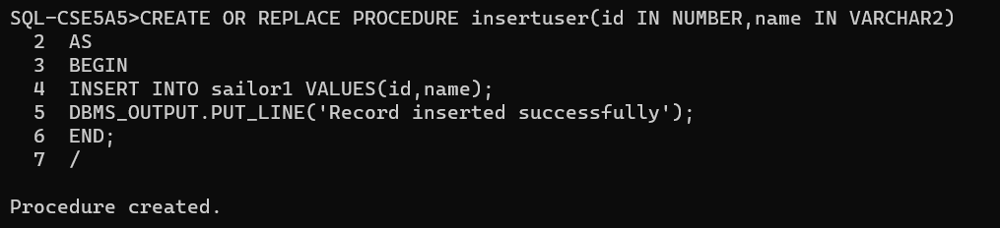 SQL-CSE5A5>CREATE OR REPLACE PROCEDURE insertuser(id IN NUMBER,name IN VARCHAR2)
  2  AS
  3  BEGIN
  4  INSERT INTO sailor1 VALUES(id,name);
  5  DBMS_OUTPUT.PUT_LINE('Record inserted successfully');
  6  END;
  7  /
Procedure created.